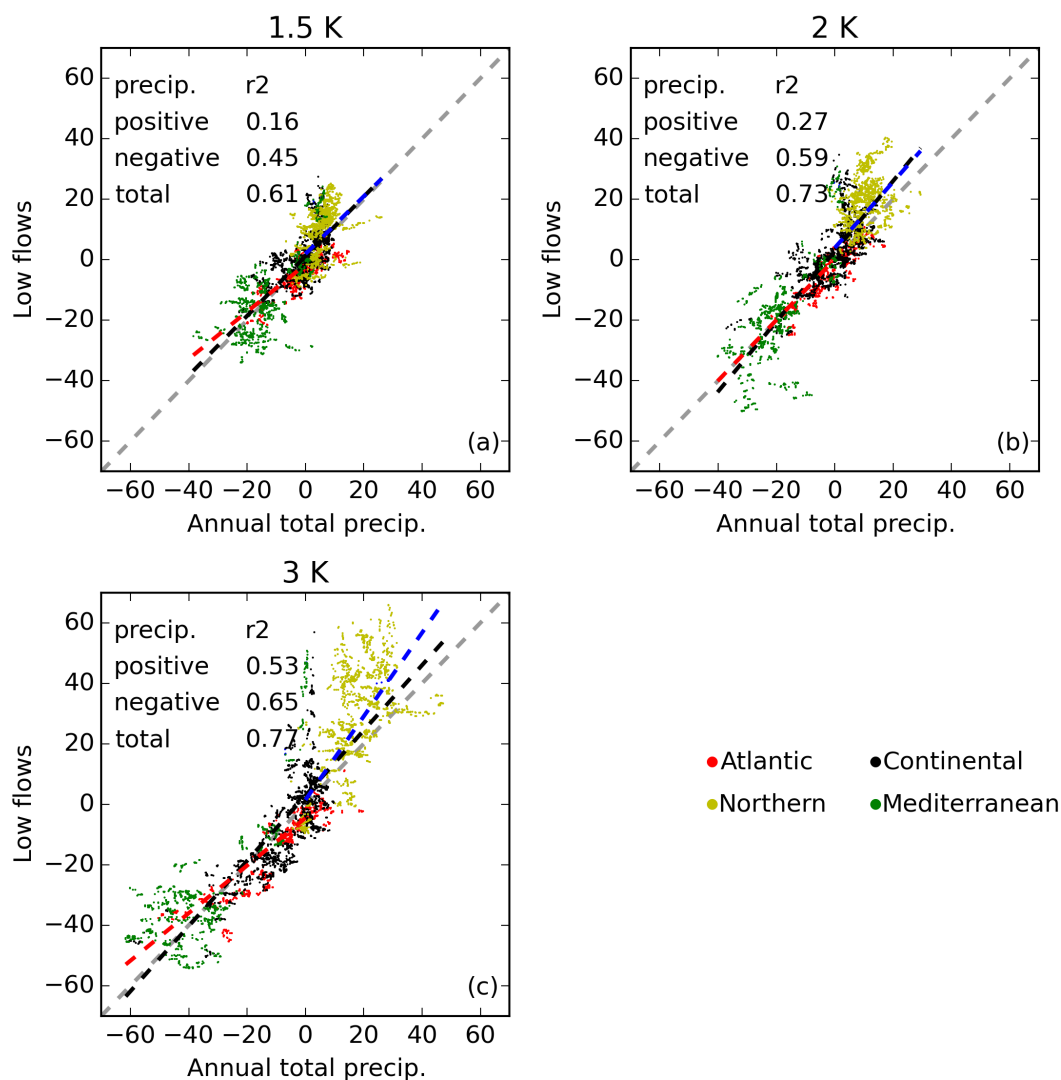 1.5 K
60
40
20
0
−20
−40
−60
Low flows
precip. r2
positive 0.16
negative 0.45
total 0.61
(a)
−60 −40 −20 0 20 40 60
Annual total precip.
2 K
60
40
20
0
−20
−40
−60
Low flows
precip. r2
positive 0.27
negative 0.59
total 0.73
(b)
−60 −40 −20 0 20 40 60
Annual total precip.
3 K
60
40
20
0
−20
−40
−60
Low flows
precip. r2
positive 0.53
negative 0.65
total 0.77
(c)
−60 −40 −20 0 20 40 60
Annual total precip.
Atlantic Continental
Northern Mediterranean